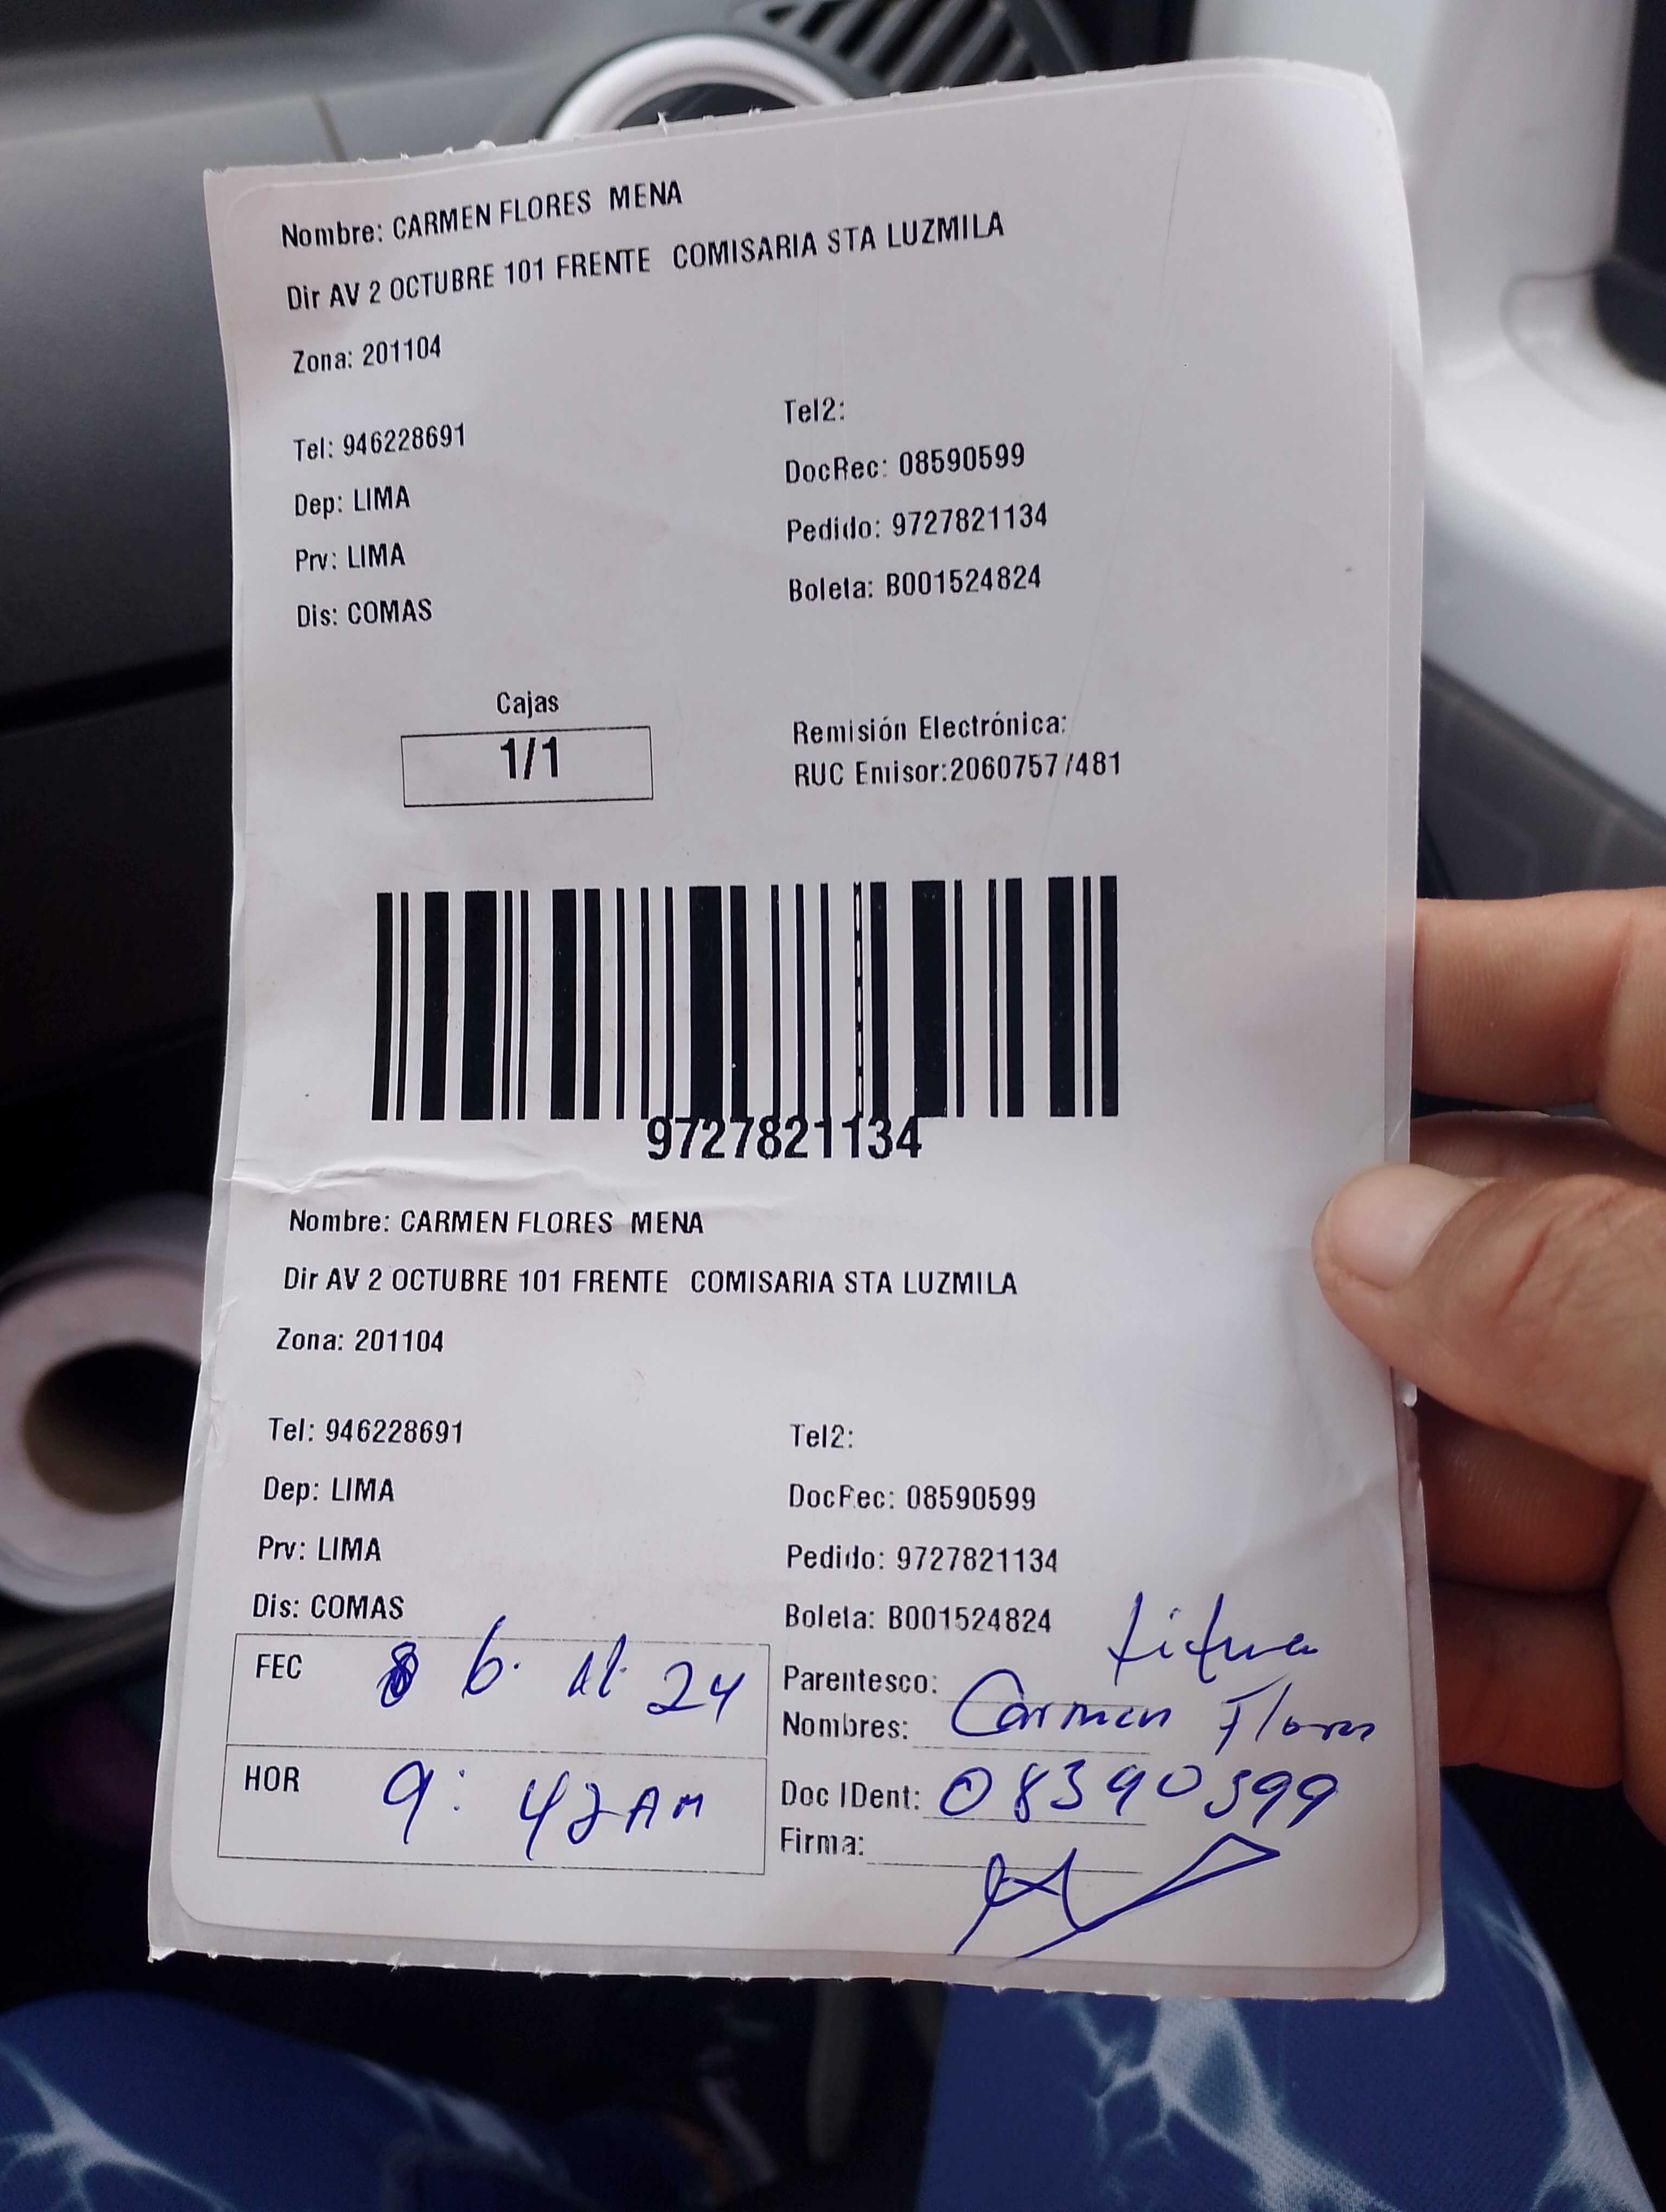 Nombre: CARMEN FLORES MENA
Dir AV 2 OCTUBRE 101 FRENTE COMISARIA STA LUZMILA
Zona: 201104
Tel: 946228691
Tel2:
Dep: LIMA
DocRec: 08590599
Prv: LIMA
Pedido: 9727821134
Dis: COMAS
Boleta: B001524824
Cajas
1/1
Remisión Electrónica:
RUC Emisor:20607577481
9727821134
Nombre: CARMEN FLORES MENA
Dir AV 2 OCTUBRE 101 FRENTE COMISARIA STA LUZMILA
Zona: 201104
Tel: 946228691
Tel2:
Dep: LIMA
DocRec: 08590599
Prv: LIMA
Pedido: 9727821134
Dis: COMAS
Boleta: B001524824
FEC 6. 24
Parentesco:
Nombres: Carmen Flores
HOR 9:42 AM
Doc IDent: 08590599
Firma: